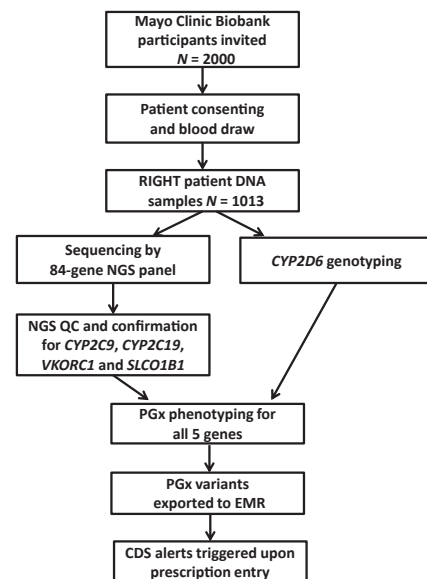 Mayo Clinic Biobank
participants invited
N = 2000
Patient consenting
and blood draw
RIGHT patient DNA
samples N = 1013
Sequencing by
84-gene NGS panel
CYP2D6 genotyping
NGS QC and confirmation
for CYP2C9, CYP2C19,
VKORC1 and SLCO1B1
PGx phenotyping for
all 5 genes
PGx variants
exported to EMR
CDS alerts triggered upon
prescription entry